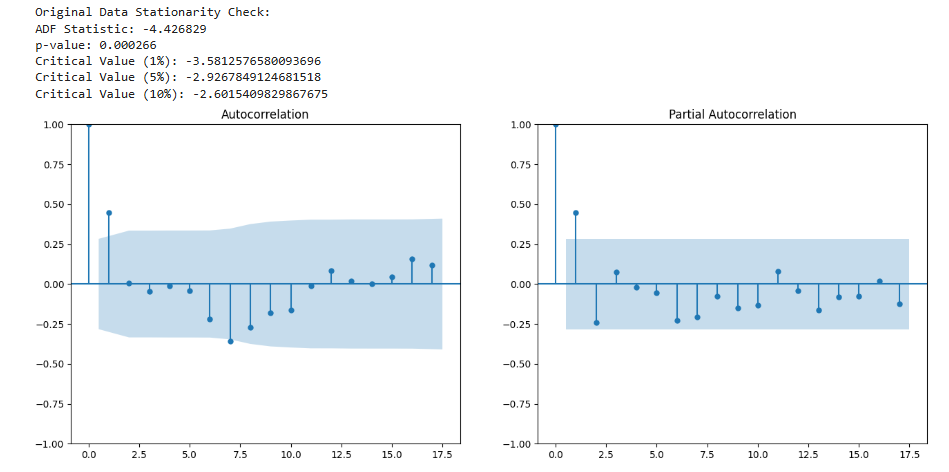 Original Data Stationarity Check:
ADF Statistic: -4.426829
p-value: 0.000266
Critical Value (1%): -3.5812576580093696
Critical Value (5%): -2.9267849124681518
Critical Value (10%): -2.6015409829867675
Autocorrelation
1.00
0.75
0.50
0.25
0.00
−0.25
−0.50
−0.75
−1.00
0.0 2.5 5.0 7.5 10.0 12.5 15.0 17.5
Partial Autocorrelation
1.00
0.75
0.50
0.25
0.00
−0.25
−0.50
−0.75
−1.00
0.0 2.5 5.0 7.5 10.0 12.5 15.0 17.5